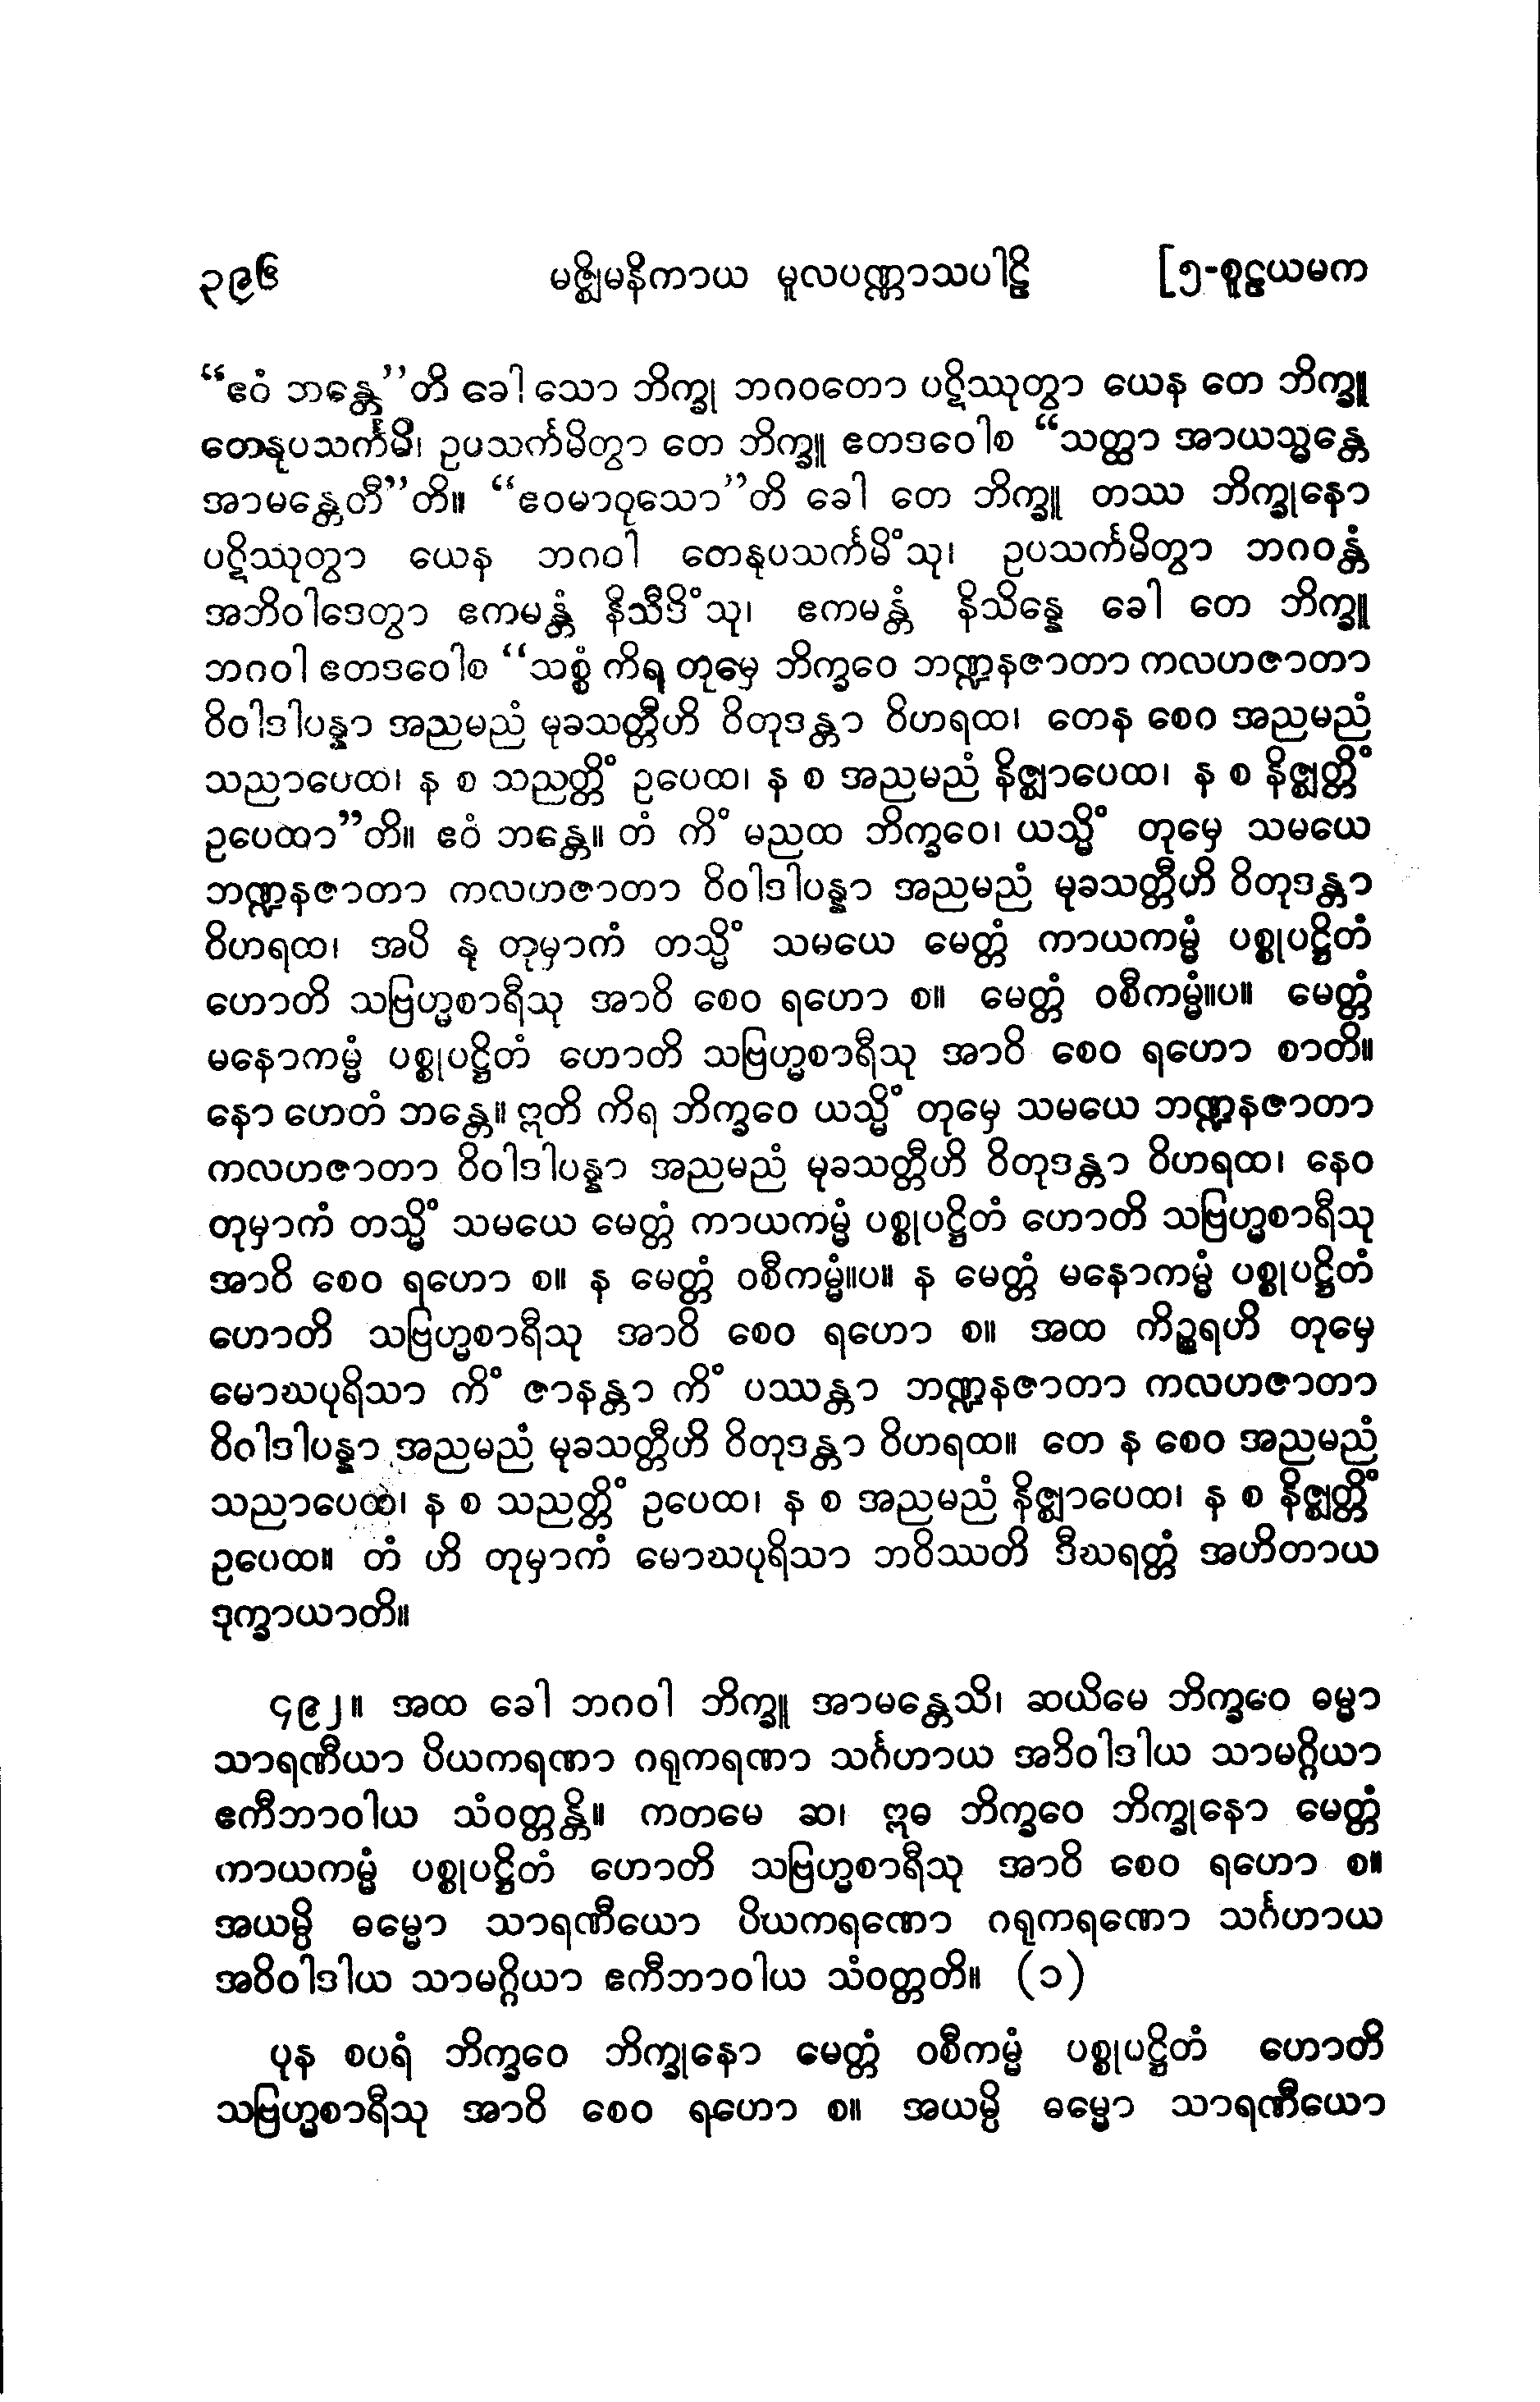 ၃၉၆ မဇ္ဈိမနိကာယ မူလပဏ္ဏာသပါဠိ [၅-စူဠယမက
“ဧဝံ ဘန္တေ”တိ ခေါ သော ဘိက္ခု ဘဂဝတော ပဋိဿုတွာ ယေန တေ ဘိက္ခူ
တေနုပသင်္ကမိ၊ ဥပသင်္ကမိတွာ တေ ဘိက္ခူ ဧတဒဝေါစ “သတ္ထာ အာယသ္မန္တေ
အာမန္တေတီ”တိ။ “ဧဝမာဝုသော”တိ ခေါ တေ ဘိက္ခူ တဿ ဘိက္ခုနော
ပဋိဿုတွာ ယေန ဘဂဝါ တေနုပသင်္ကမိံသု၊ ဥပသင်္ကမိတွာ ဘဂဝန္တံ
အဘိဝါဒေတွာ ဧကမန္တံ နိသီဒိံသု၊ ဧကမန္တံ နိသိန္နေ ခေါ တေ ဘိက္ခူ
ဘဂဝါ ဧတဒဝေါစ “သစ္စံ ကိရ တုမှေ ဘိက္ခဝေ ဘဏ္ဍနဇာတာ ကလဟဇာတာ
ဝိဝါဒါပန္နာ အညမညံ မုခသတ္တီဟိ ဝိတုဒန္တာ ဝိဟရထ၊ တေန စေဝ အညမညံ
သညာပေထ၊ န စ သညတ္တိံ ဥပေထ၊ န စ အညမညံ နိဇ္ဈာပေထ၊ န စ နိဇ္ဈတ္တိံ
ဥပေထာ”တိ။ ဧဝံ ဘန္တေ။ တံ ကိံ မညထ ဘိက္ခဝေ၊ ယသ္မိံ တုမှေ သမယေ
ဘဏ္ဍနဇာတာ ကလဟဇာတာ ဝိဝါဒါပန္နာ အညမညံ မုခသတ္တီဟိ ဝိတုဒန္တာ
ဝိဟရထ၊ အပိ နု တုမှာကံ တသ္မိံ သမယေ မေတ္တံ ကာယကမ္မံ ပစ္စုပဋ္ဌိတံ
ဟောတိ သဗြဟ္မစာရီသု အာဝိ စေဝ ရဟော စ။ မေတ္တံ ဝစီကမ္မံ။ပ။ မေတ္တံ
မနောကမ္မံ ပစ္စုပဋ္ဌိတံ ဟောတိ သဗြဟ္မစာရီသု အာဝိ စေဝ ရဟော စာတိ။
နော ဟေတံ ဘန္တေ။ ဣတိ ကိရ ဘိက္ခဝေ ယသ္မိံ တုမှေ သမယေ ဘဏ္ဍနဇာတာ
ကလဟဇာတာ ဝိဝါဒါပန္နာ အညမညံ မုခသတ္တီဟိ ဝိတုဒန္တာ ဝိဟရထ၊ နေဝ
တုမှာကံ တသ္မိံ သမယေ မေတ္တံ ကာယကမ္မံ ပစ္စုပဋ္ဌိတံ ဟောတိ သဗြဟ္မစာရီသု
အာဝိ စေဝ ရဟော စ။ န မေတ္တံ ဝစီကမ္မံ။ပ။ န မေတ္တံ မနောကမ္မံ ပစ္စုပဋ္ဌိတံ
ဟောတိ သဗြဟ္မစာရီသု အာဝိ စေဝ ရဟော စ။ အထ ကိဉ္စရဟိ တုမှေ
မောဃပုရိသာ ကိံ ဇာနန္တာ ကိံ ပဿန္တာ ဘဏ္ဍနဇာတာ ကလဟဇာတာ
ဝိဝါဒါပန္နာ အညမညံ မုခသတ္တီဟိ ဝိတုဒန္တာ ဝိဟရထ။ တေ န စေဝ အညမညံ
သညာပေထ၊ န စ သညတ္တိံ ဥပေထ၊ န စ အညမညံ နိဇ္ဈာပေထ၊ န စ နိဇ္ဈတ္တိံ
ဥပေထ။ တံ ဟိ တုမှာကံ မောဃပုရိသာ ဘဝိဿတိ ဒီဃရတ္တံ အဟိတာယ
ဒုက္ခာယာတိ။
၄၉၂။ အထ ခေါ ဘဂဝါ ဘိက္ခူ အာမန္တေသိ၊ ဆယိမေ ဘိက္ခဝေ ဓမ္မာ
သာရဏီယာ ပိယကရဏာ ဂရုကရဏာ သင်္ဂဟာယ အဝိဝါဒါယ သာမဂ္ဂိယာ
ဧကီဘာဝါယ သံဝတ္တန္တိ။ ကတမေ ဆ၊ ဣဓ ဘိက္ခဝေ ဘိက္ခုနော မေတ္တံ
ကာယကမ္မံ ပစ္စုပဋ္ဌိတံ ဟောတိ သဗြဟ္မစာရီသု အာဝိ စေဝ ရဟော စ။
အယမ္ပိ ဓမ္မော သာရဏီယော ပိယကရဏော ဂရုကရဏော သင်္ဂဟာယ
အဝိဝါဒါယ သာမဂ္ဂိယာ ဧကီဘာဝါယ သံဝတ္တတိ။ (၁)
ပုန စပရံ ဘိက္ခဝေ ဘိက္ခုနော မေတ္တံ ဝစီကမ္မံ ပစ္စုပဋ္ဌိတံ ဟောတိ
သဗြဟ္မစာရီသု အာဝိ စေဝ ရဟော စ။ အယမ္ပိ ဓမ္မော သာရဏီယော